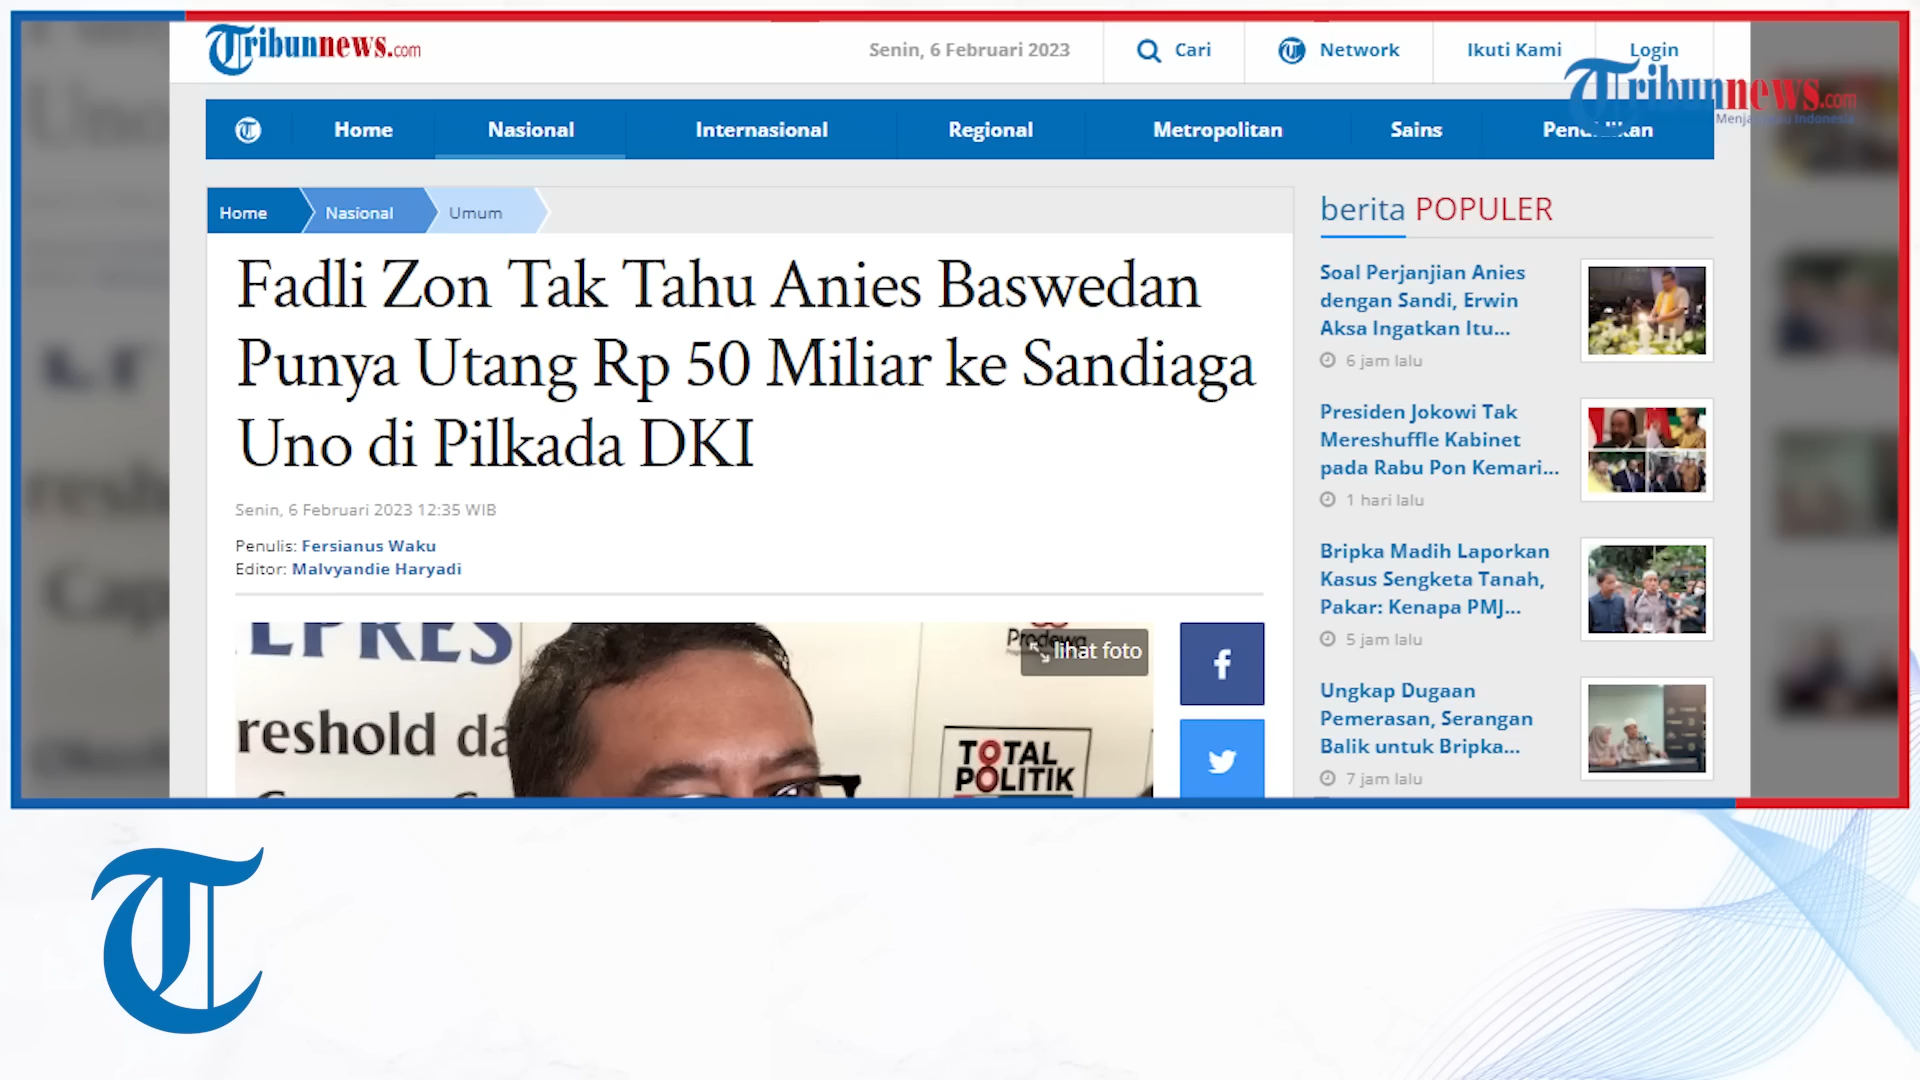 Tribunnews.com
Senin, 6 Februari 2023
Cari
Network
Ikuti Kami
Login
Tribunnews.com
Home
Nasional
Internasional
Regional
Metropolitan
Sains
Home
Nasional
Umum
Fadli Zon Tak Tahu Anies Baswedan
Punya Utang Rp 50 Miliar ke Sandiaga
Uno di Pilkada DKI
Senin, 6 Februari 2023 12:35 WIB
Penulis: Fersianus Waku
Editor: Malvyandie Haryadi
lihat foto
reshold
TOTAL
POLITIK
berita POPULER
Soal Perjanjian Anies
dengan Sandi, Erwin
Aksa Ingatkan Itu...
6 jam lalu
Presiden Jokowi Tak
Mereshuffle Kabinet
pada Rabu Pon Kemari...
1 hari lalu
Bripka Madih Laporkan
Kasus Sengketa Tanah,
Pakar: Kenapa PMJ...
5 jam lalu
Ungkap Dugaan
Pemerasan, Serangan
Balik untuk Bripka...
7 jam lalu